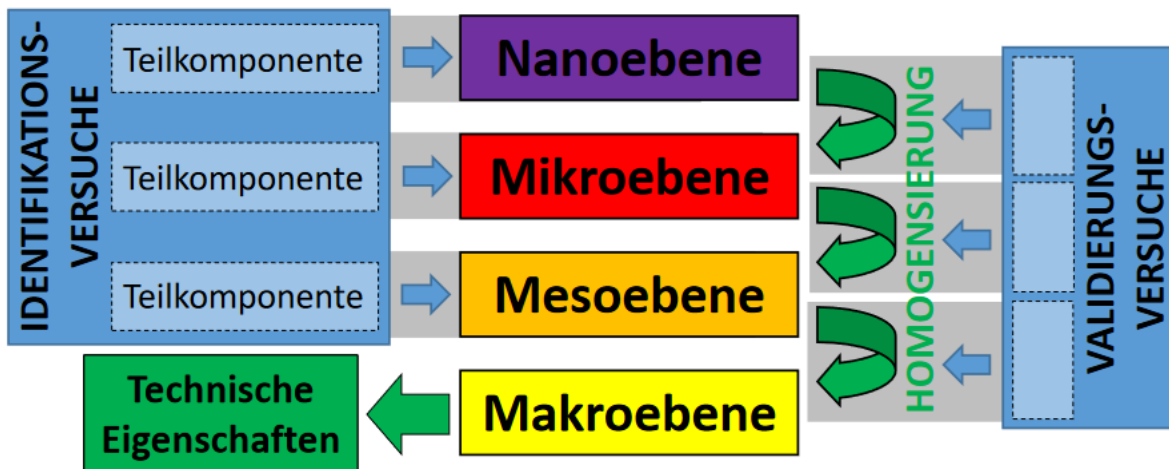 IDENTIFIKATIONS-
VERSUCHE
Teilkomponente
Teilkomponente
Teilkomponente
Nanoebene
Mikroebene
Mesoebene
Makroebene
Technische
Eigenschaften
HOMOGENSIERUNG
VALIDIERUNGS-
VERSUCHE